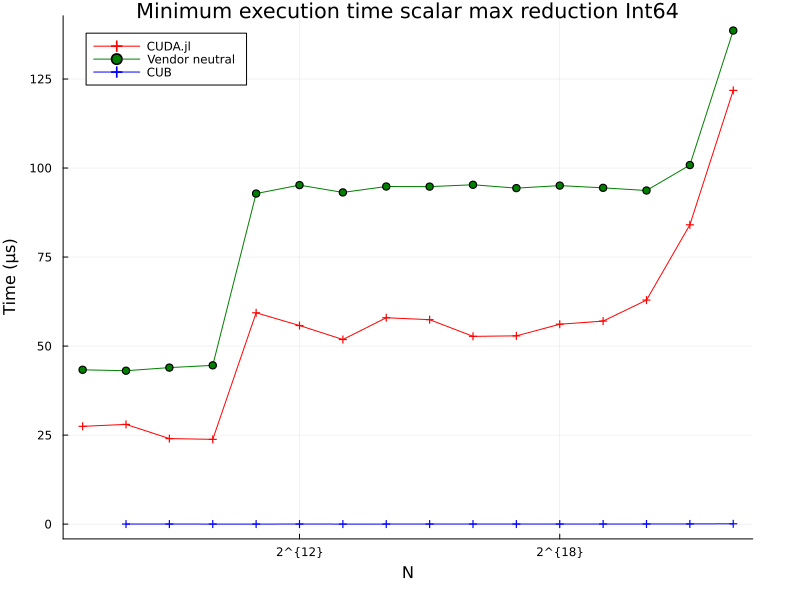 Minimum execution time scalar max reduction Int64
CUDA.jl
Vendor neutral
CUB
125
100
75
50
25
0
Time (μs)
2^{12}
2^{18}
N